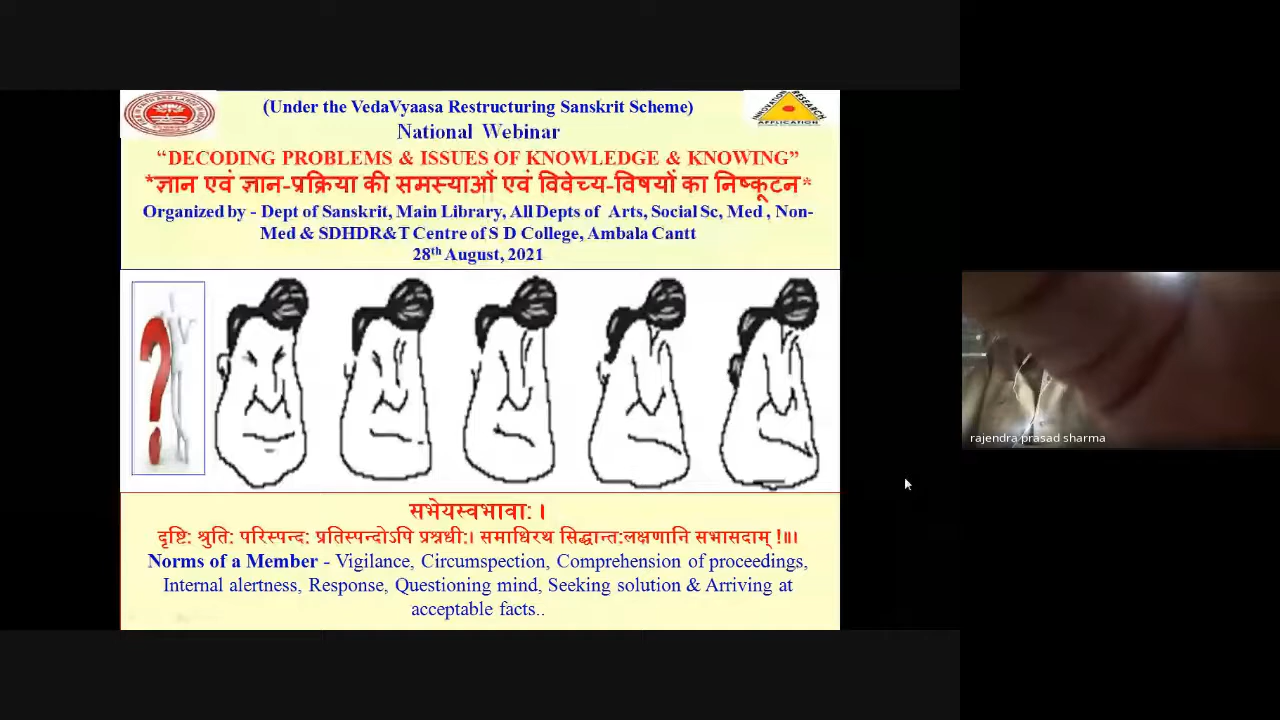 (Under the VedaVyaasa Restructuring Sanskrit Scheme)
National Webinar
“DECODING PROBLEMS & ISSUES OF KNOWLEDGE & KNOWING”
*ज्ञान एवं ज्ञान-प्रक्रिया की समस्याओं एवं विवेच्य-विषयों का निष्कूटन*
Organized by - Dept of Sanskrit, Main Library, All Depts of Arts, Social Sc, Med , Non-
Med & SDHDR&T Centre of S D College, Ambala Cantt
28th August, 2021
INNOVATION RESEARCH
APPLICATION
?
सभेयस्वभावा: ।
दृष्टि: श्रुति: परिस्पन्द: प्रतिस्पन्दोऽपि प्रश्नधी:। समाधिरथ सिद्धान्त:लक्षणानि सभासदाम् !॥।
Norms of a Member - Vigilance, Circumspection, Comprehension of proceedings,
Internal alertness, Response, Questioning mind, Seeking solution & Arriving at
acceptable facts..
rajendra prasad sharma